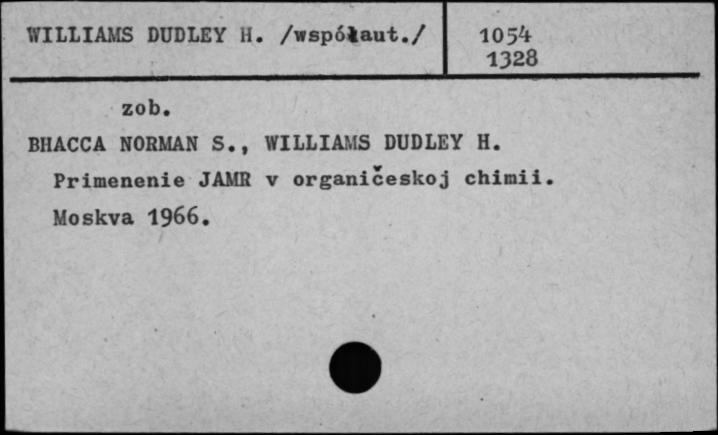 WILLIAMS DUDLEY H. /współaut./
1054
1328
zob.
BHACCA NORMAN S., WILLIAMS DUDLEY H.
Primenenie JAMR v organičeskoj chimii.
Moskva 1966.